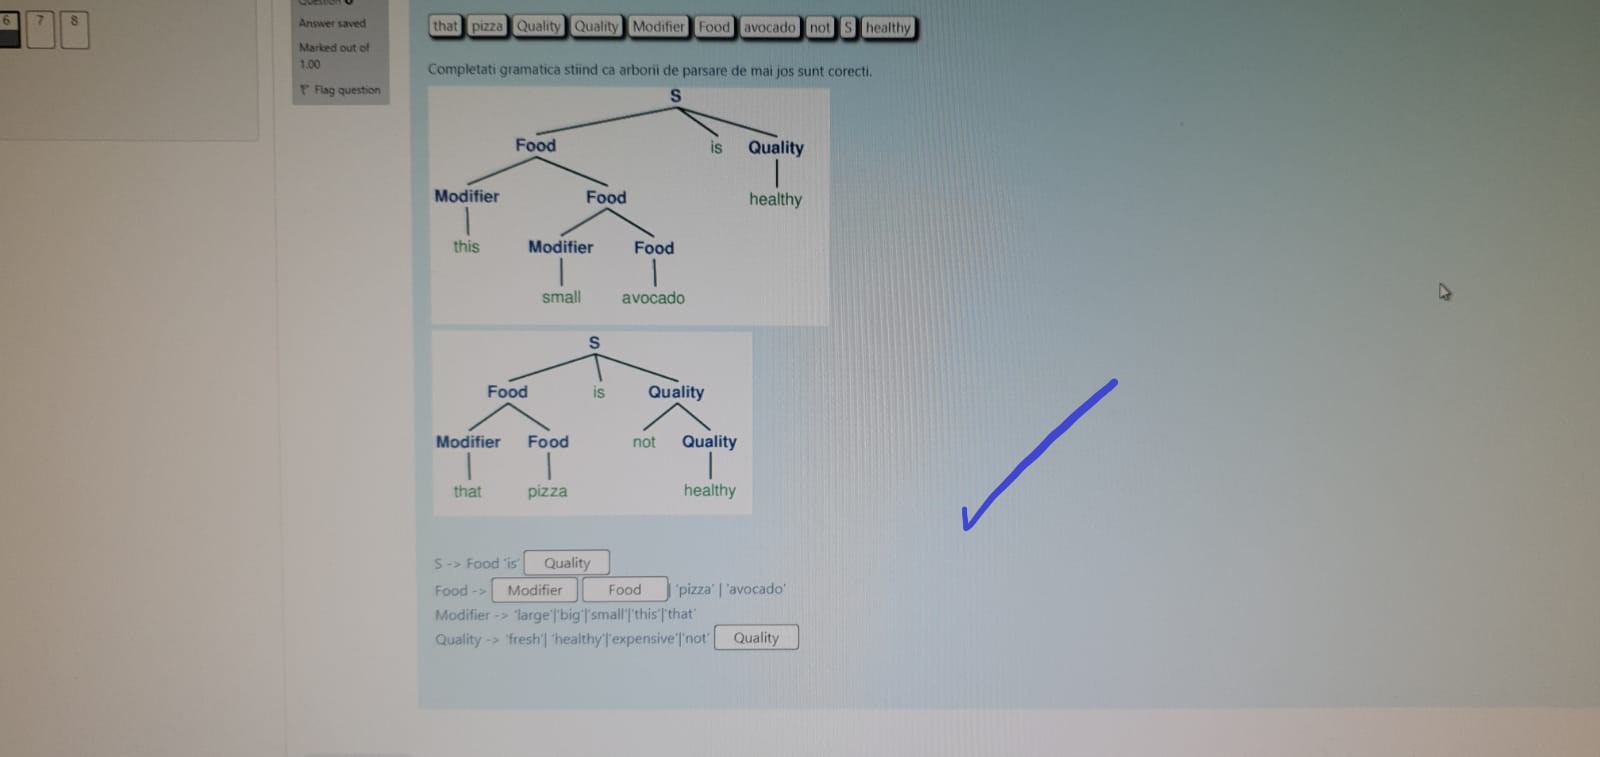 6 7 8
Answer saved
Marked out of
1.00
Flag question
that pizza Quality Quality Modifier Food avocado not S healthy
Completati gramatica stiind ca arborii de parsare de mai jos sunt corecti.
S
Food is Quality
Modifier Food healthy
this Modifier Food
small avocado
S
Food is Quality
Modifier Food not Quality
that pizza healthy
S -> Food 'is' Quality
Food -> Modifier Food | 'pizza' | 'avocado'
Modifier -> 'large'|'big'|'small'|'this'|'that'
Quality -> 'fresh'| 'healthy'|'expensive'|'not' Quality